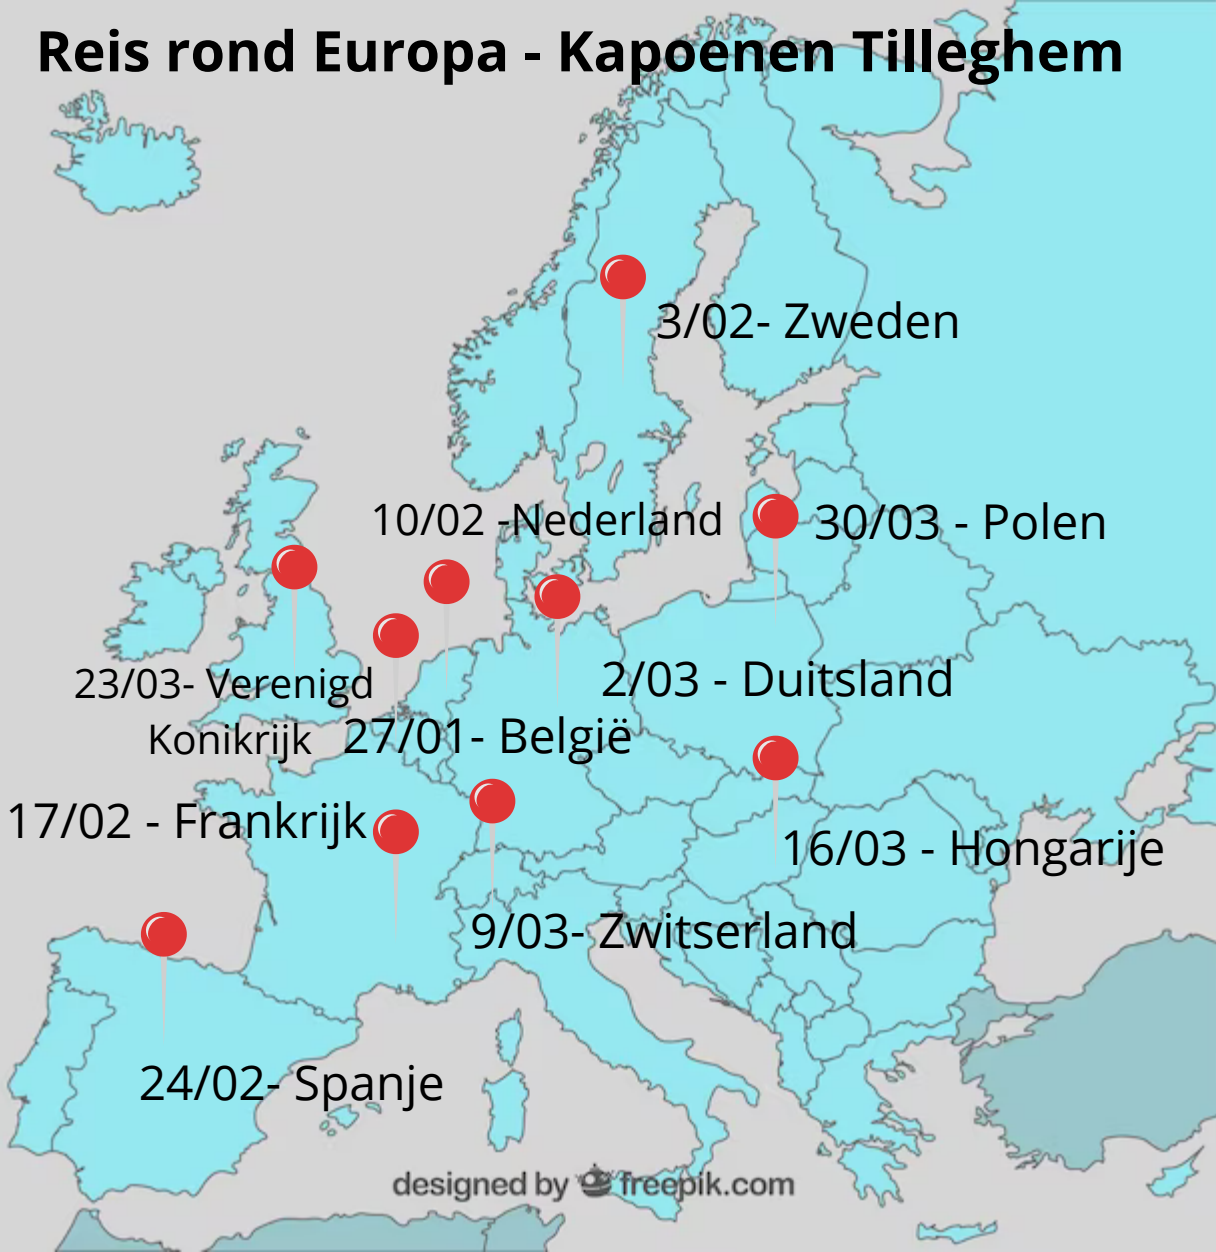 Reis rond Europa - Kapoenen Tilleghem
3/02- Zweden
10/02 -Nederland
30/03 - Polen
23/03- Verenigd
Konikrijk
2/03 - Duitsland
27/01- België
17/02 - Frankrijk
16/03 - Hongarije
9/03- Zwitserland
24/02- Spanje
designed by freepik.com